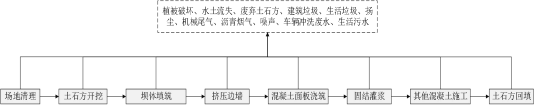 植被破坏、水土流失、废弃土石方、建筑垃圾、生活垃圾、扬
尘、机械尾气、沥青烟气、噪声、车辆冲洗废水、生活污水
场地清理
土石方开挖
坝体填筑
挤压边墙
混凝土面板浇筑
固结灌浆
其他混凝土施工
土石方回填